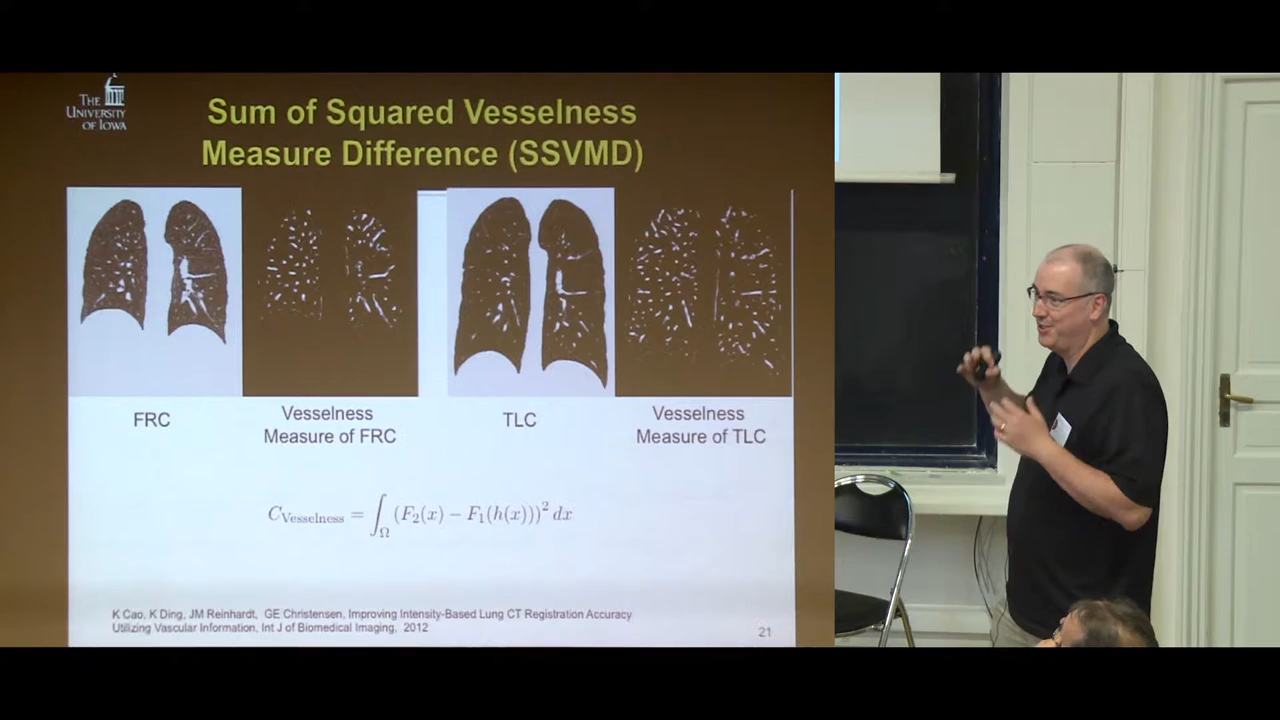 THE
UNIVERSITY
OF IOWA
Sum of Squared Vesselness
Measure Difference (SSVMD)
FRC
Vesselness
Measure of FRC
TLC
Vesselness
Measure of TLC
C_Vesselness = ∫_Ω (F₂(x) − F₁(h(x)))² dx
K Cao, K Ding, JM Reinhardt, GE Christensen, Improving Intensity-Based Lung CT Registration Accuracy
Utilizing Vascular Information, Int J of Biomedical Imaging, 2012
21